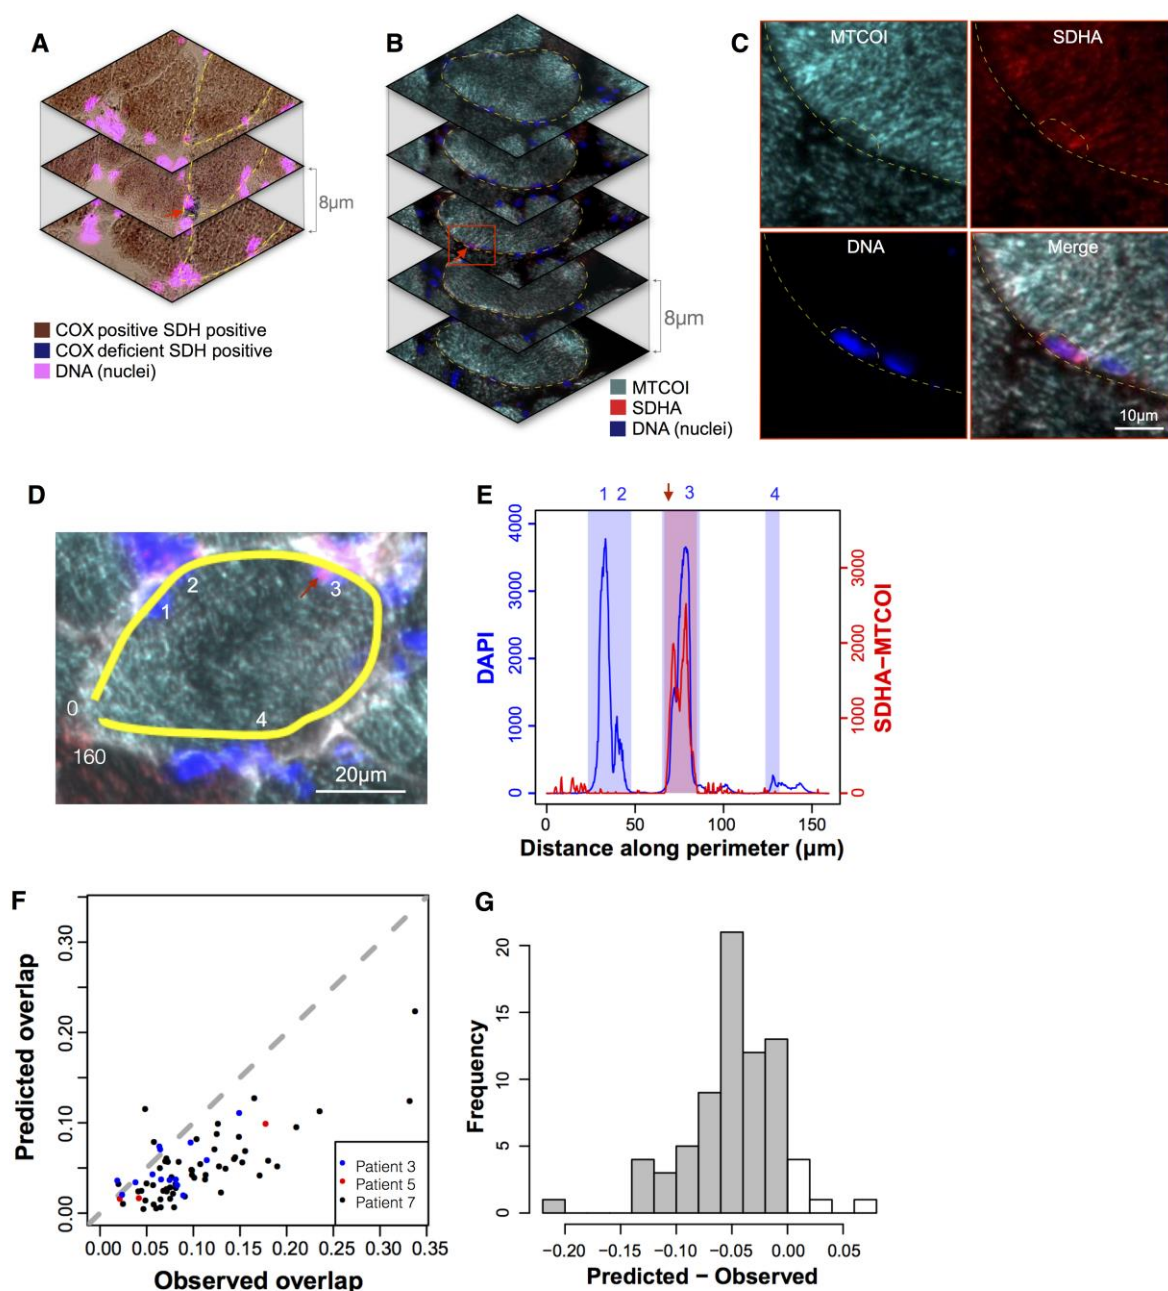 A
B
C
MTCOI
SDHA
DNA
Merge
10µm
8µm
COX positive SDH positive
COX deficient SDH positive
DNA (nuclei)
8µm
MTCOI
SDHA
DNA (nuclei)
D
0
160
1
2
3
4
20µm
E
1 2 3 4
DAPI
0 1000 2000 3000 4000
SDHA−MTCOI
0 1000 2000 3000
0 50 100 150
Distance along perimeter (µm)
F
Predicted overlap
0.00 0.10 0.20 0.30
Patient 3
Patient 5
Patient 7
0.00 0.05 0.10 0.15 0.20 0.25 0.30 0.35
Observed overlap
G
Frequency
0 5 10 15 20
−0.20 −0.10 −0.05 0.00 0.05
Predicted − Observed